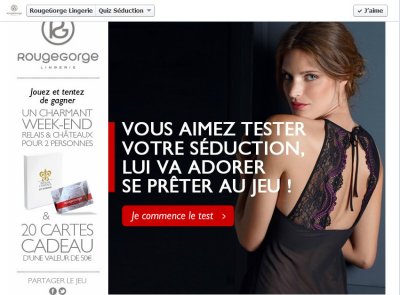 RougeGorge Lingerie
Quiz Séduction
J'aime
RG
ROUGEGORGE
LINGERIE
Jouez et tentez
de gagner
UN CHARMANT
WEEK-END
RELAIS & CHÂTEAUX
POUR 2 PERSONNES
&
20 CARTES
CADEAU
D'UNE VALEUR DE 50€
PARTAGER LE JEU
VOUS AIMEZ TESTER
VOTRE SÉDUCTION,
LUI VA ADORER
SE PRÊTER AU JEU !
Je commence le test >